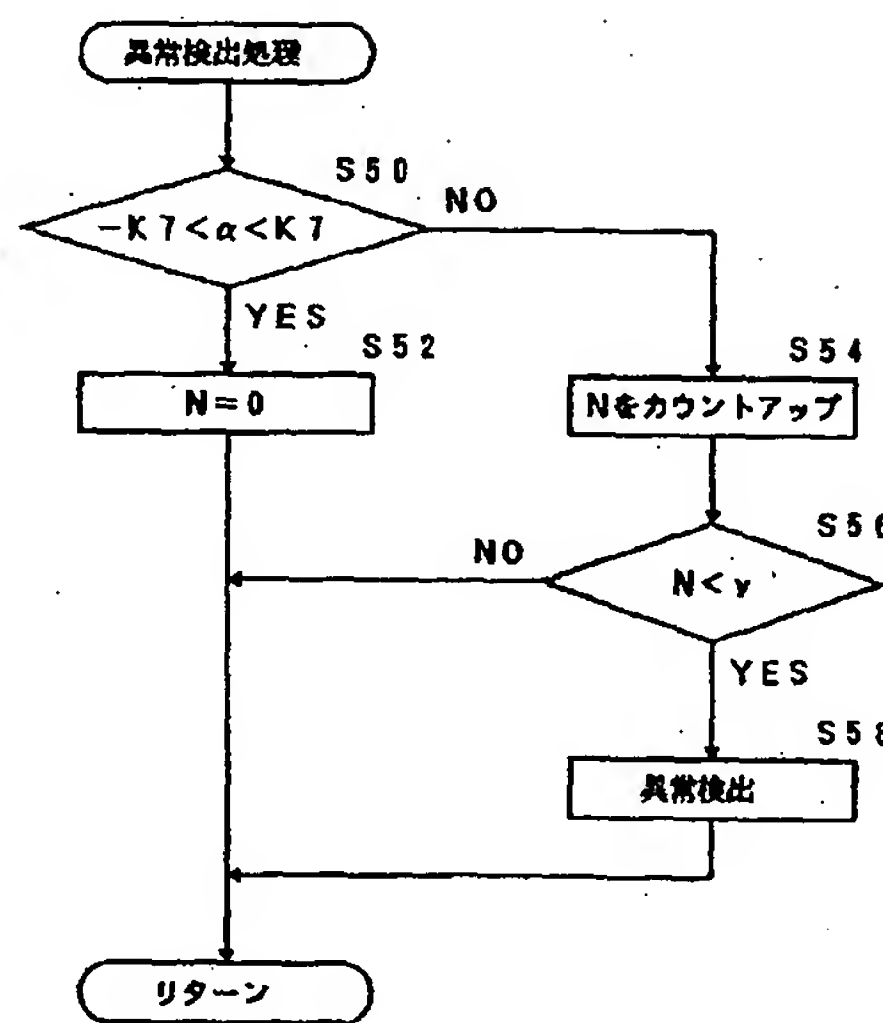 異常検出処理
S50
−K7<α<K7
NO
YES
S52
N=0
S54
Nをカウントアップ
S56
N<γ
NO
YES
S58
異常検出
リターン